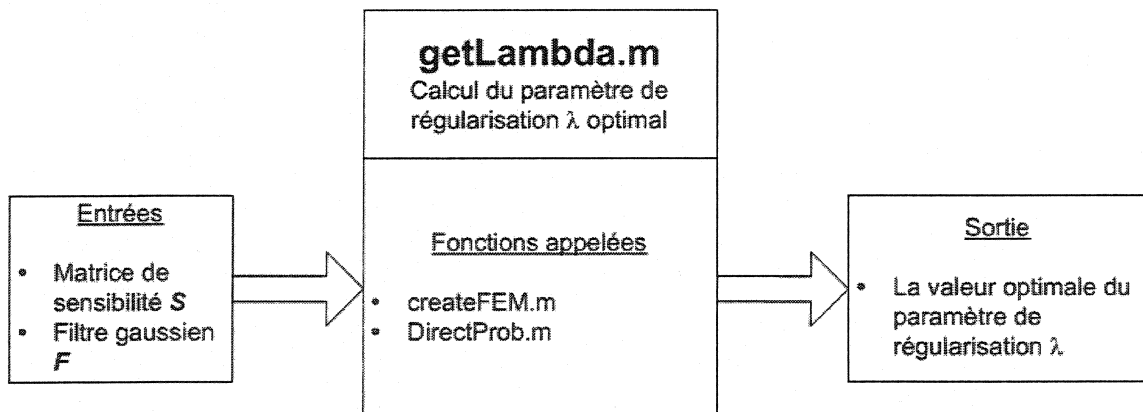 getLambda.m
Calcul du paramètre de
régularisation λ optimal
Entrées
• Matrice de
sensibilité S
• Filtre gaussien
F
Fonctions appelées
• createFEM.m
• DirectProb.m
Sortie
• La valeur optimale du
paramètre de
régularisation λ